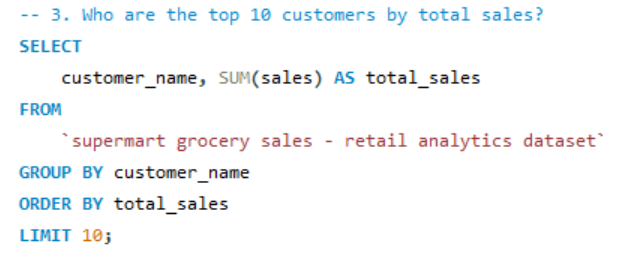 -- 3. Who are the top 10 customers by total sales?
SELECT
customer_name, SUM(sales) AS total_sales
FROM
`supermart grocery sales - retail analytics dataset`
GROUP BY customer_name
ORDER BY total_sales
LIMIT 10;